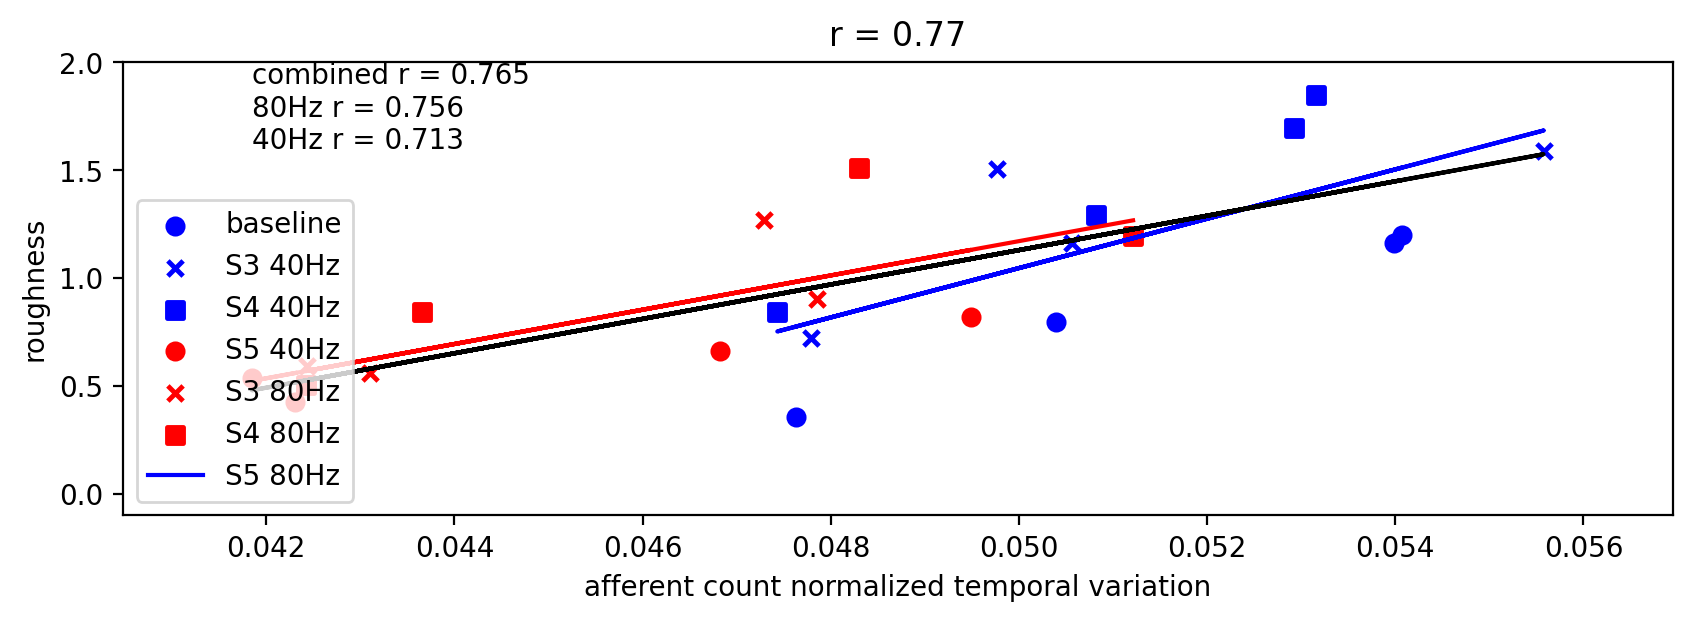 r = 0.77
combined r = 0.765
80Hz r = 0.756
40Hz r = 0.713
roughness
2.0
1.5
1.0
0.5
0.0
baseline
S3 40Hz
S4 40Hz
S5 40Hz
S3 80Hz
S4 80Hz
S5 80Hz
0.042 0.044 0.046 0.048 0.050 0.052 0.054 0.056
afferent count normalized temporal variation